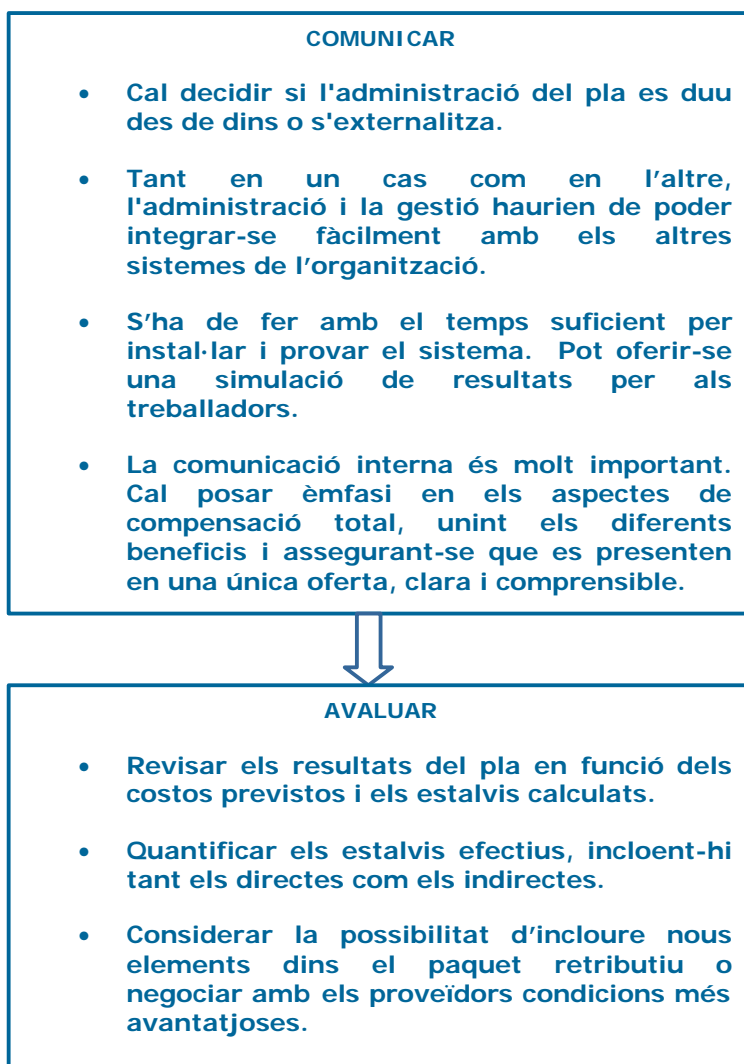 COMUNICAR
• Cal decidir si l'administració del pla es duu
des de dins o s'externalitza.
• Tant en un cas com en l’altre,
l'administració i la gestió haurien de poder
integrar-se fàcilment amb els altres
sistemes de l’organització.
• S’ha de fer amb el temps suficient per
instal·lar i provar el sistema. Pot oferir-se
una simulació de resultats per als
treballadors.
• La comunicació interna és molt important.
Cal posar èmfasi en els aspectes de
compensació total, unint els diferents
beneficis i assegurant-se que es presenten
en una única oferta, clara i comprensible.
AVALUAR
• Revisar els resultats del pla en funció dels
costos previstos i els estalvis calculats.
• Quantificar els estalvis efectius, incloent-hi
tant els directes com els indirectes.
• Considerar la possibilitat d’incloure nous
elements dins el paquet retributiu o
negociar amb els proveïdors condicions més
avantatjoses.